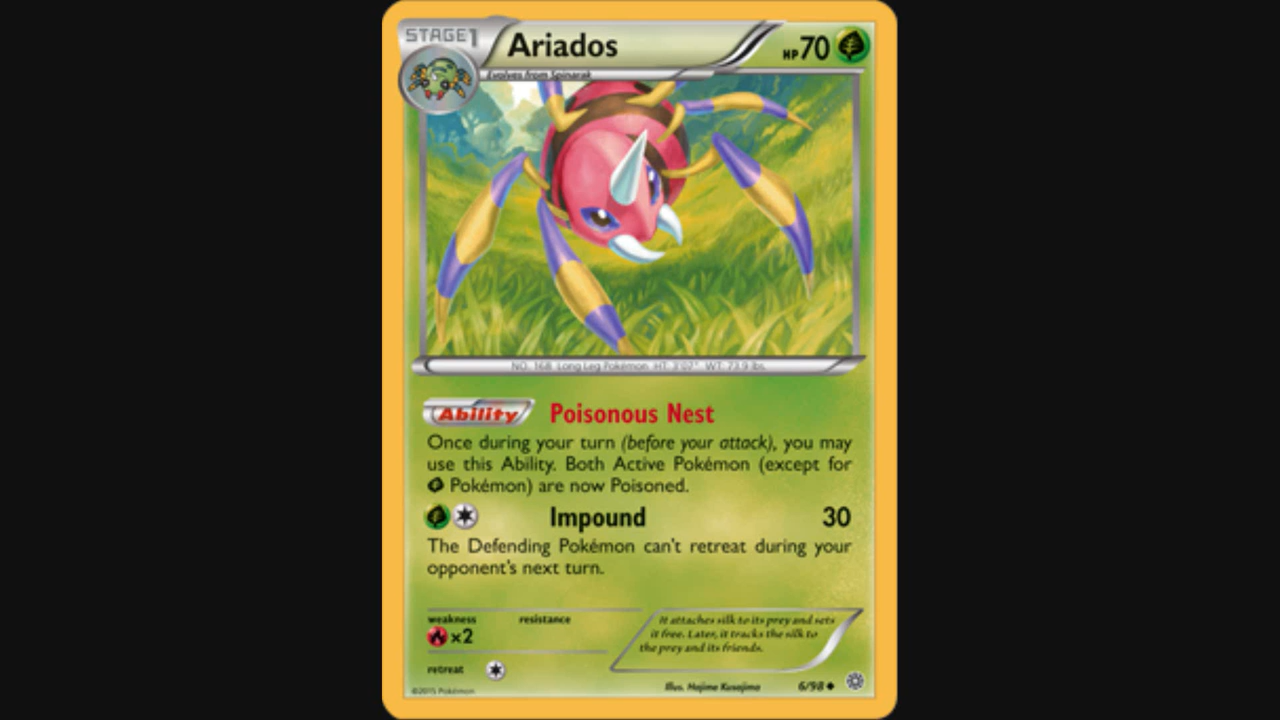 STAGE1
Ariados
HP70
Evolves from Spinarak
NO. 168 Long Leg Pokémon HT: 3'07" WT: 73.9 lbs.
Ability Poisonous Nest
Once during your turn (before your attack), you may
use this Ability. Both Active Pokémon (except for
Pokémon) are now Poisoned.
Impound 30
The Defending Pokémon can't retreat during your
opponent's next turn.
weakness resistance
×2
retreat
It attaches silk to its prey and sets
it free. Later, it tracks the silk to
the prey and its friends.
©2015 Pokémon
Illus. Hajime Kusajima
6/98